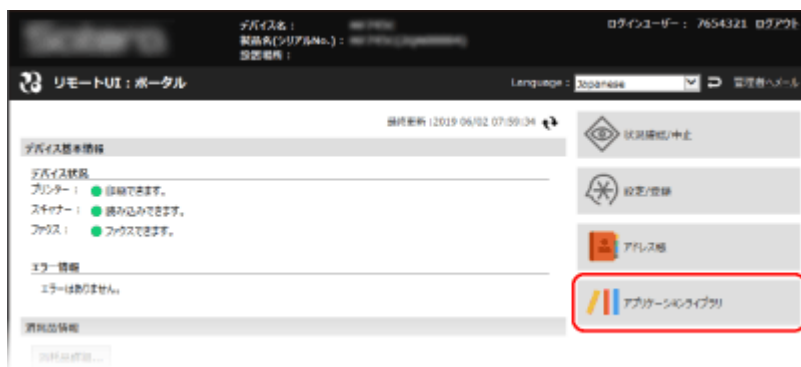 デバイス名：
製品名(シリアルNo.)：
設置場所：
ログインユーザー： 7654321 ログアウト
リモートUI：ポータル
Language： Japanese
管理者へメール
最終更新：2019 06/02 07:59:34
デバイス基本情報
デバイス状況
プリンター： 印刷できます。
スキャナー： 読み込みできます。
ファクス： ファクスできます。
エラー情報
エラーはありません。
消耗品情報
消耗品詳細...
状況確認/中止
設定/登録
アドレス帳
アプリケーションライブラリ